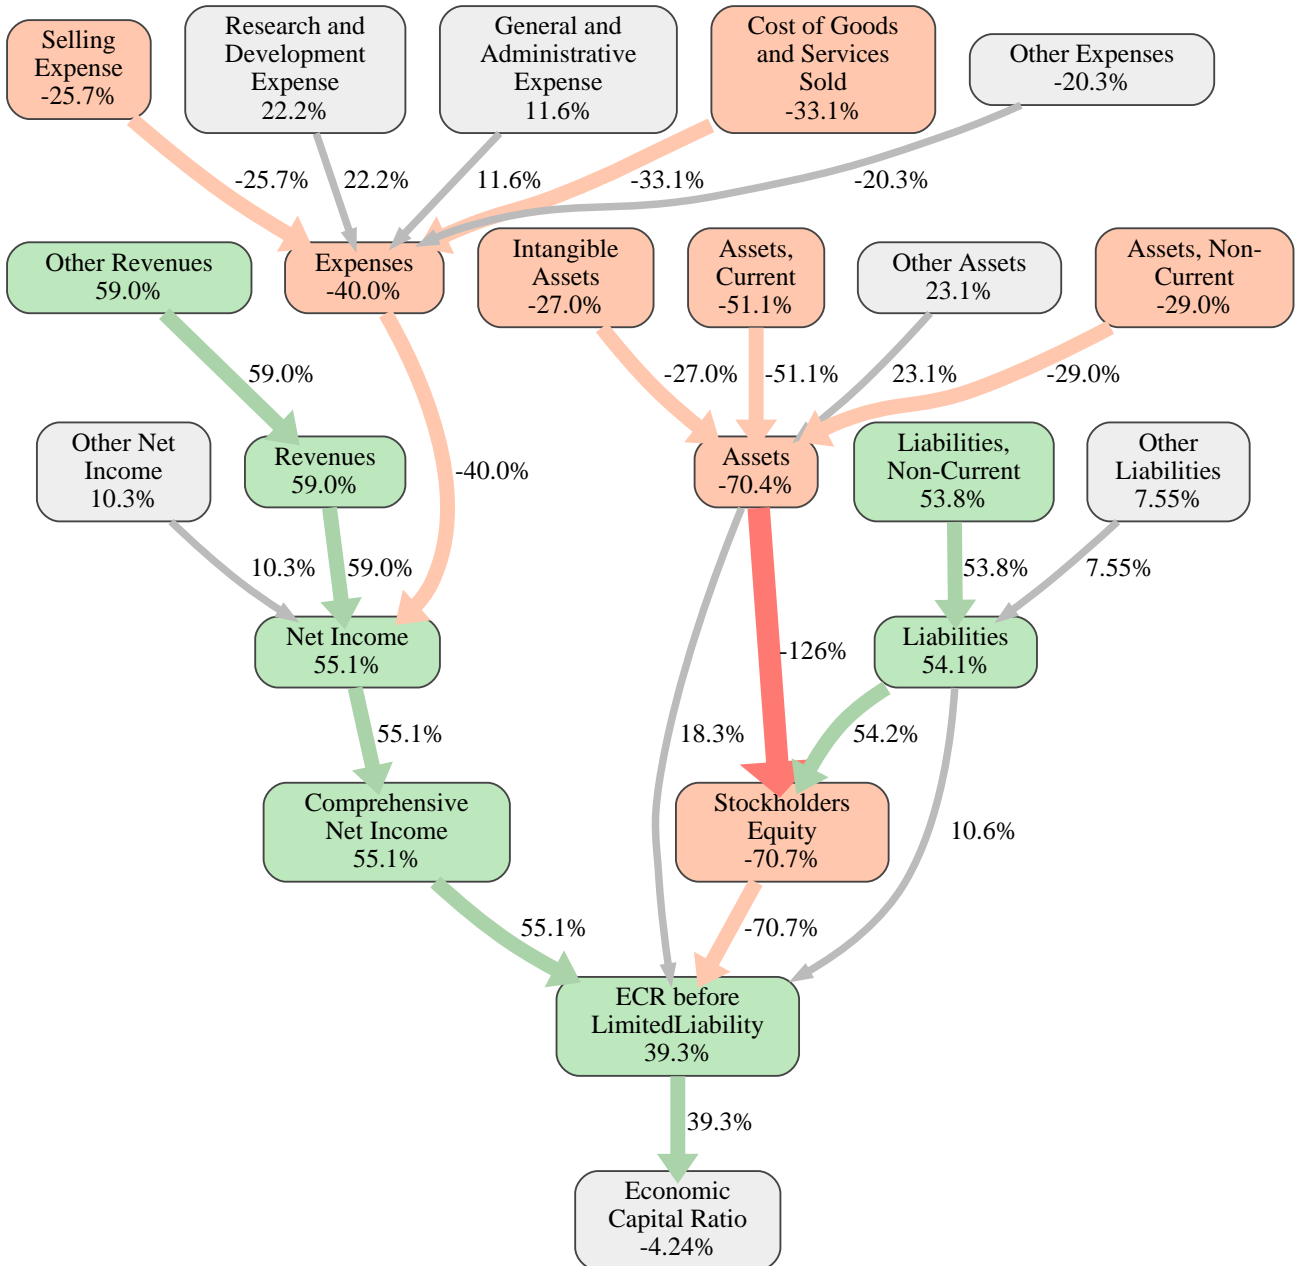 Selling
Expense
-25.7%
Research and
Development
Expense
22.2%
General and
Administrative
Expense
11.6%
Cost of Goods
and Services
Sold
-33.1%
Other Expenses
-20.3%
-25.7%
22.2%
11.6%
-33.1%
-20.3%
Other Revenues
59.0%
Expenses
-40.0%
Intangible
Assets
-27.0%
Assets,
Current
-51.1%
Other Assets
23.1%
Assets, Non-
Current
-29.0%
59.0%
-27.0%
-51.1%
23.1%
-29.0%
Other Net
Income
10.3%
Revenues
59.0%
-40.0%
Assets
-70.4%
Liabilities,
Non-Current
53.8%
Other
Liabilities
7.55%
10.3%
59.0%
53.8%
7.55%
Net Income
55.1%
-126%
Liabilities
54.1%
55.1%
18.3%
54.2%
Comprehensive
Net Income
55.1%
Stockholders
Equity
-70.7%
10.6%
55.1%
-70.7%
ECR before
LimitedLiability
39.3%
39.3%
Economic
Capital Ratio
-4.24%